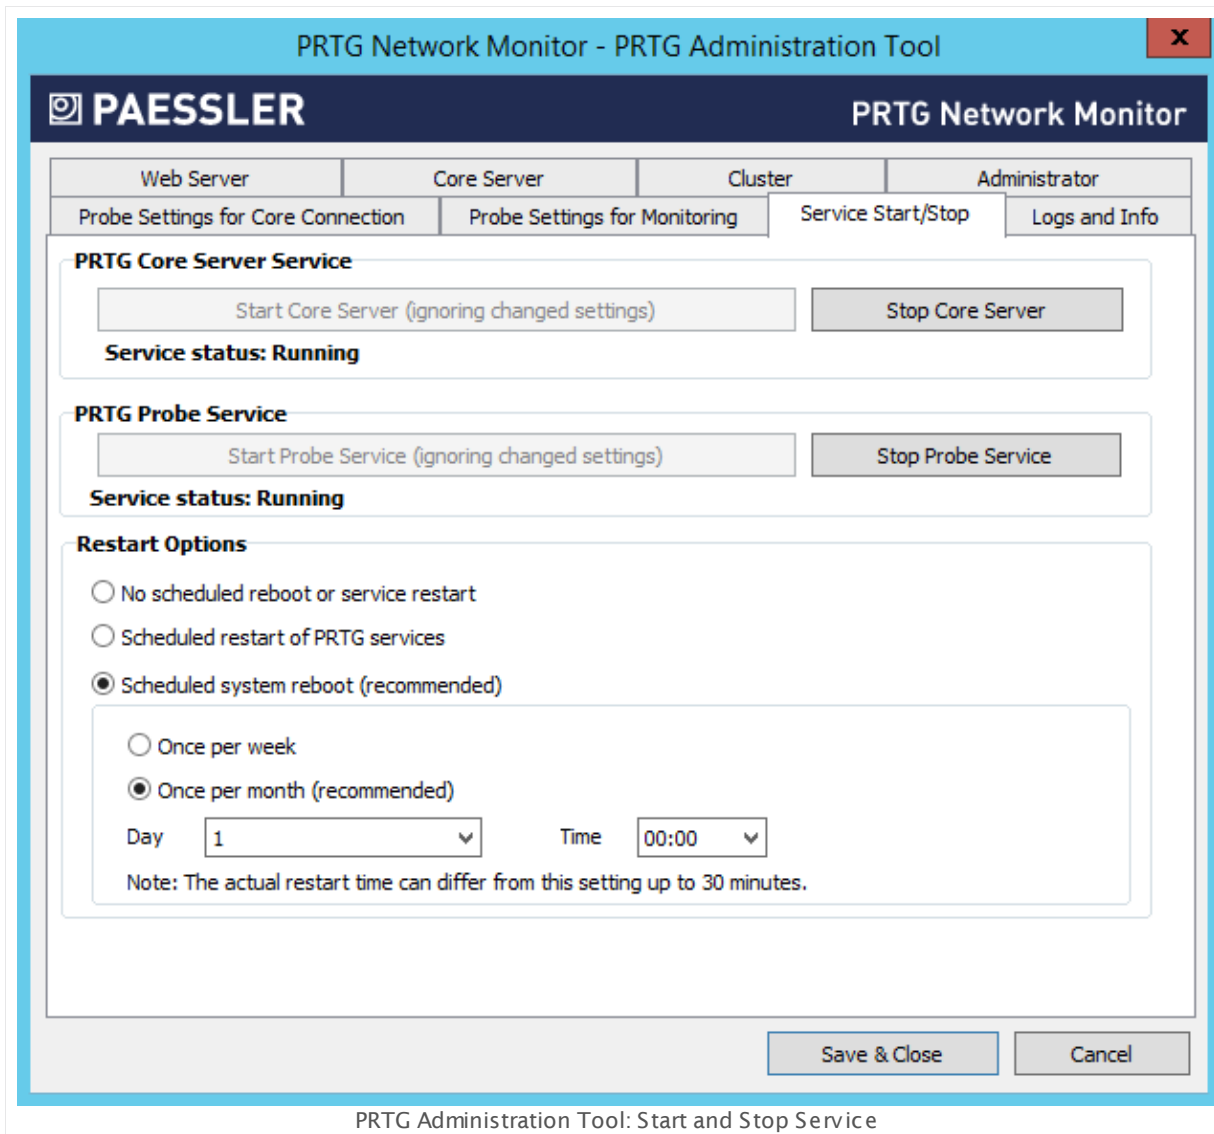 PRTG Network Monitor - PRTG Administration Tool
x
PAESSLER
PRTG Network Monitor
Web Server
Core Server
Cluster
Administrator
Probe Settings for Core Connection
Probe Settings for Monitoring
Service Start/Stop
Logs and Info
PRTG Core Server Service
Start Core Server (ignoring changed settings)
Stop Core Server
Service status: Running
PRTG Probe Service
Start Probe Service (ignoring changed settings)
Stop Probe Service
Service status: Running
Restart Options
No scheduled reboot or service restart
Scheduled restart of PRTG services
Scheduled system reboot (recommended)
Once per week
Once per month (recommended)
Day
1
Time
00:00
Note: The actual restart time can differ from this setting up to 30 minutes.
Save & Close
Cancel
PRTG Administration Tool: Start and Stop Service